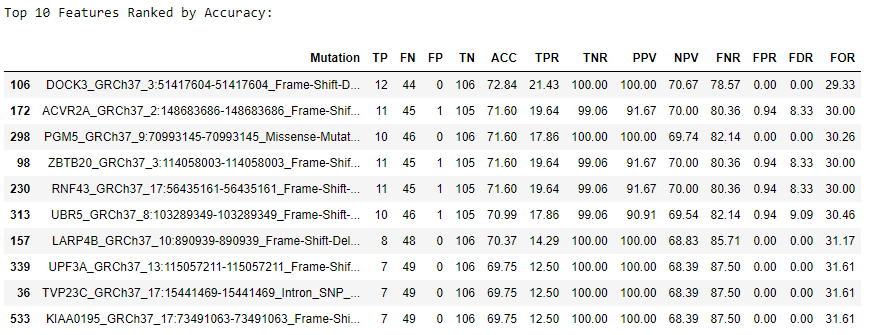 Top 10 Features Ranked by Accuracy:
Mutation TP FN FP TN ACC TPR TNR PPV NPV FNR FPR FDR FOR
106 DOCK3_GRCh37_3:51417604-51417604_Frame-Shift-D... 12 44 0 106 72.84 21.43 100.00 100.00 70.67 78.57 0.00 0.00 29.33
172 ACVR2A_GRCh37_2:148683686-148683686_Frame-Shif... 11 45 1 105 71.60 19.64 99.06 91.67 70.00 80.36 0.94 8.33 30.00
298 PGM5_GRCh37_9:70993145-70993145_Missense-Mutat... 10 46 0 106 71.60 17.86 100.00 100.00 69.74 82.14 0.00 0.00 30.26
98 ZBTB20_GRCh37_3:114058003-114058003_Frame-Shif... 11 45 1 105 71.60 19.64 99.06 91.67 70.00 80.36 0.94 8.33 30.00
230 RNF43_GRCh37_17:56435161-56435161_Frame-Shift-... 11 45 1 105 71.60 19.64 99.06 91.67 70.00 80.36 0.94 8.33 30.00
313 UBR5_GRCh37_8:103289349-103289349_Frame-Shift-... 10 46 1 105 70.99 17.86 99.06 90.91 69.54 82.14 0.94 9.09 30.46
157 LARP4B_GRCh37_10:890939-890939_Frame-Shift-Del... 8 48 0 106 70.37 14.29 100.00 100.00 68.83 85.71 0.00 0.00 31.17
339 UPF3A_GRCh37_13:115057211-115057211_Frame-Shif... 7 49 0 106 69.75 12.50 100.00 100.00 68.39 87.50 0.00 0.00 31.61
36 TVP23C_GRCh37_17:15441469-15441469_Intron_SNP_... 7 49 0 106 69.75 12.50 100.00 100.00 68.39 87.50 0.00 0.00 31.61
533 KIAA0195_GRCh37_17:73491063-73491063_Frame-Shi... 7 49 0 106 69.75 12.50 100.00 100.00 68.39 87.50 0.00 0.00 31.61